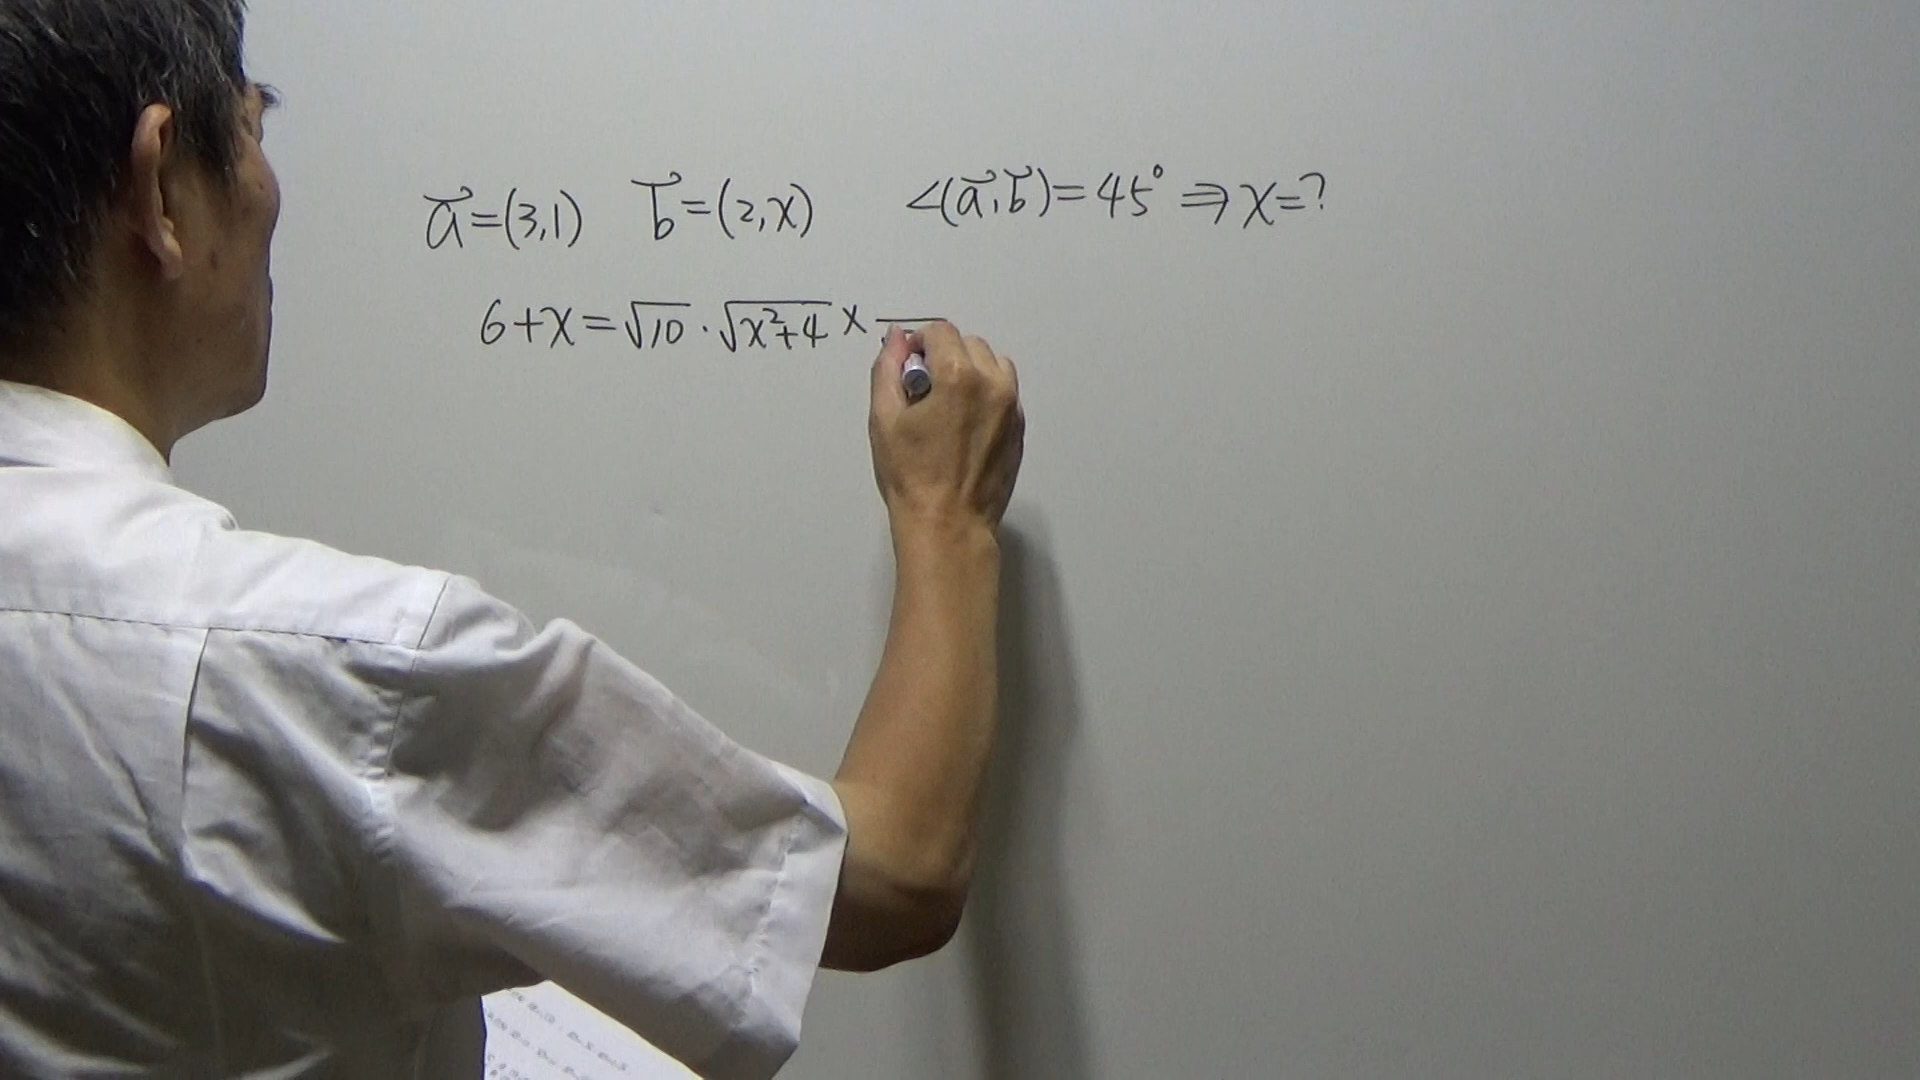 a⃗=(3,1) b⃗=(2,x) ∠(a⃗,b⃗)=45° ⇒ x=?
6+x=√10·√(x²+4) ×